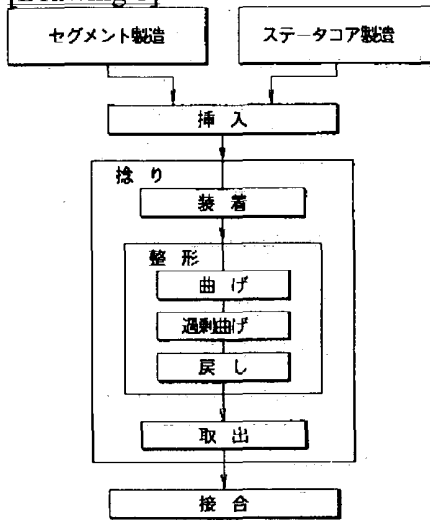 セグメント製造
ステータコア製造
挿入
捻り
装着
整形
曲げ
過剰曲げ
戻し
取出
接合